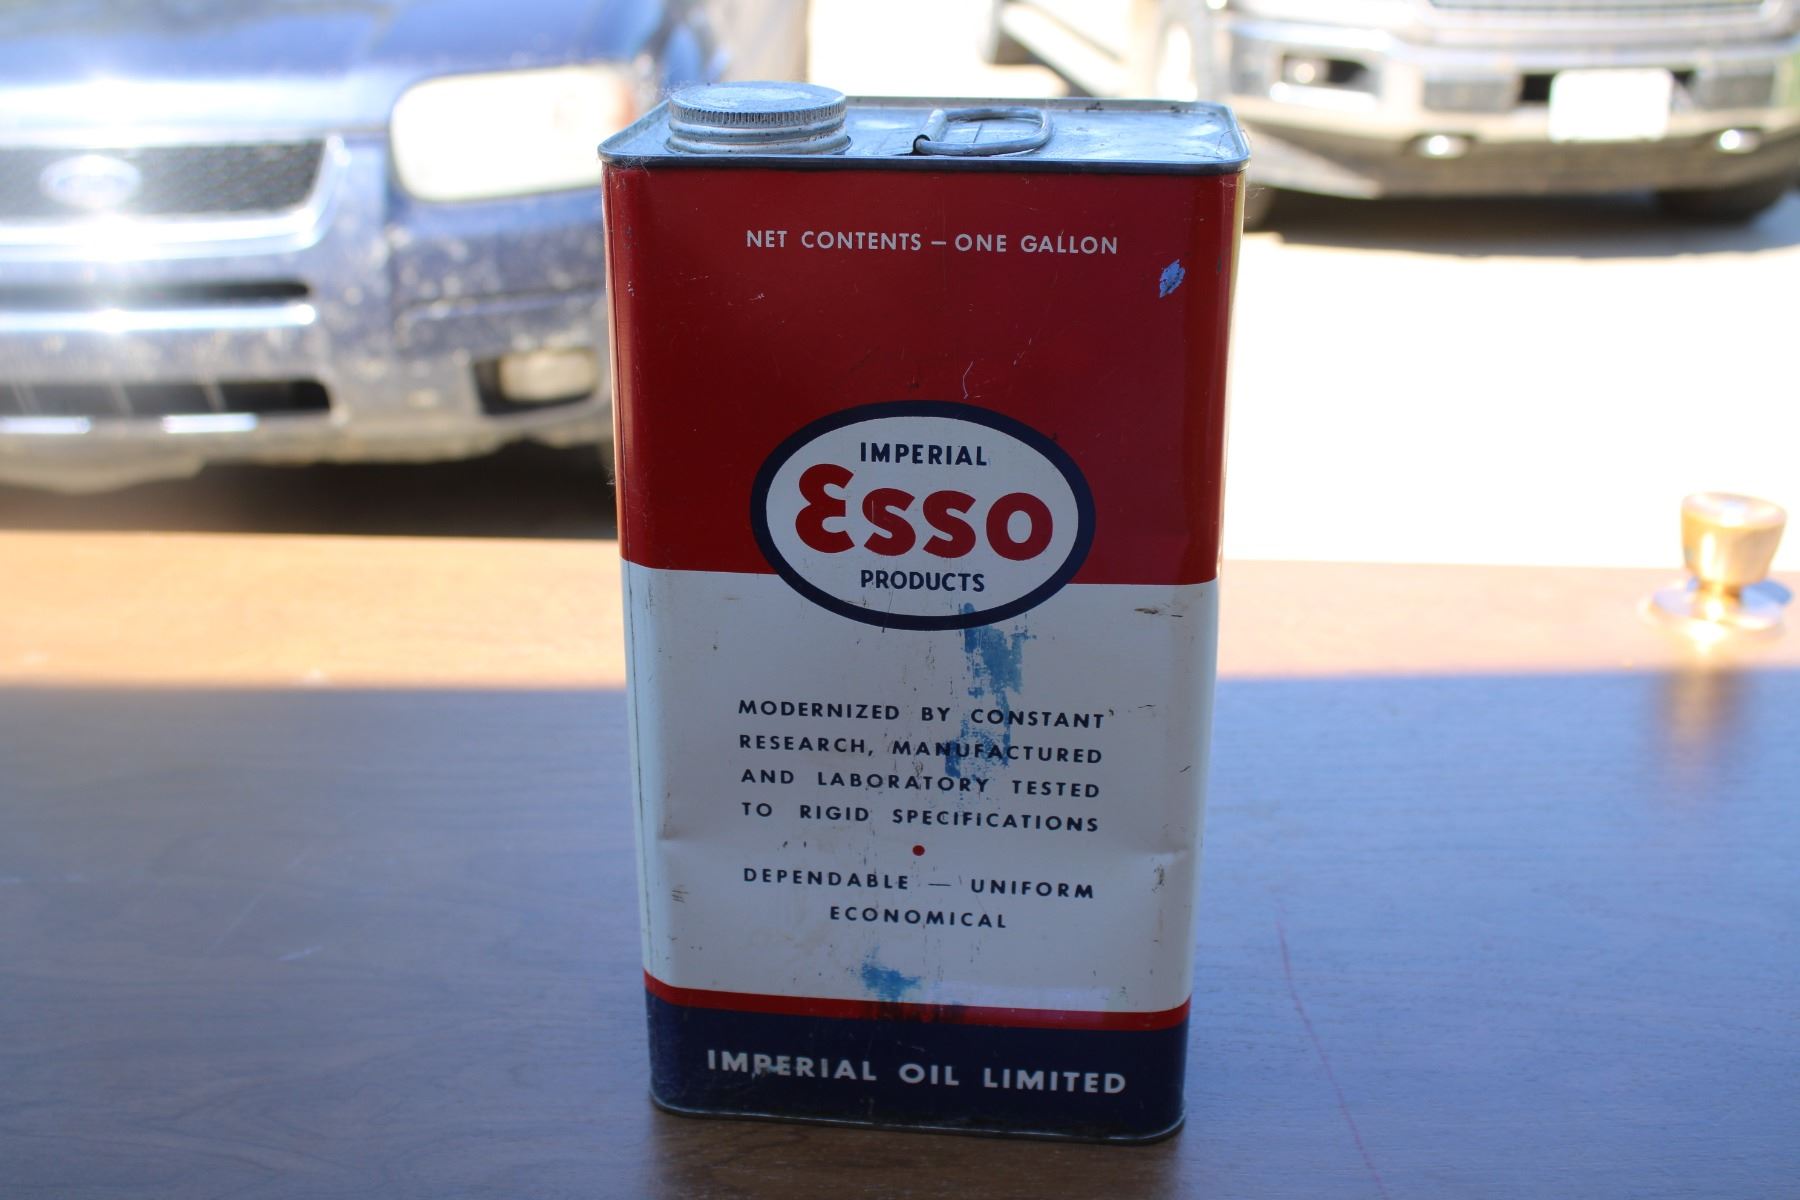 NET CONTENTS — ONE GALLON
IMPERIAL
Esso
PRODUCTS
MODERNIZED BY CONSTANT
RESEARCH, MANUFACTURED
AND LABORATORY TESTED
TO RIGID SPECIFICATIONS
DEPENDABLE — UNIFORM
ECONOMICAL
IMPERIAL OIL LIMITED